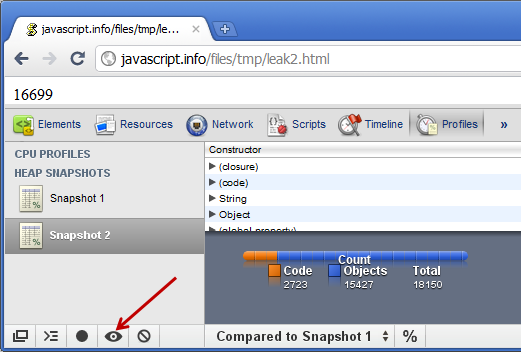 javascript.info/files/tmp/lea…
javascript.info/files/tmp/leak2.html
16699
Elements Resources Network Scripts Timeline Profiles »
CPU PROFILES
HEAP SNAPSHOTS
Snapshot 1
Snapshot 2
Constructor
(closure)
(code)
String
Object
(global property)
Count
Code Objects Total
2723 15427 18150
Compared to Snapshot 1 %